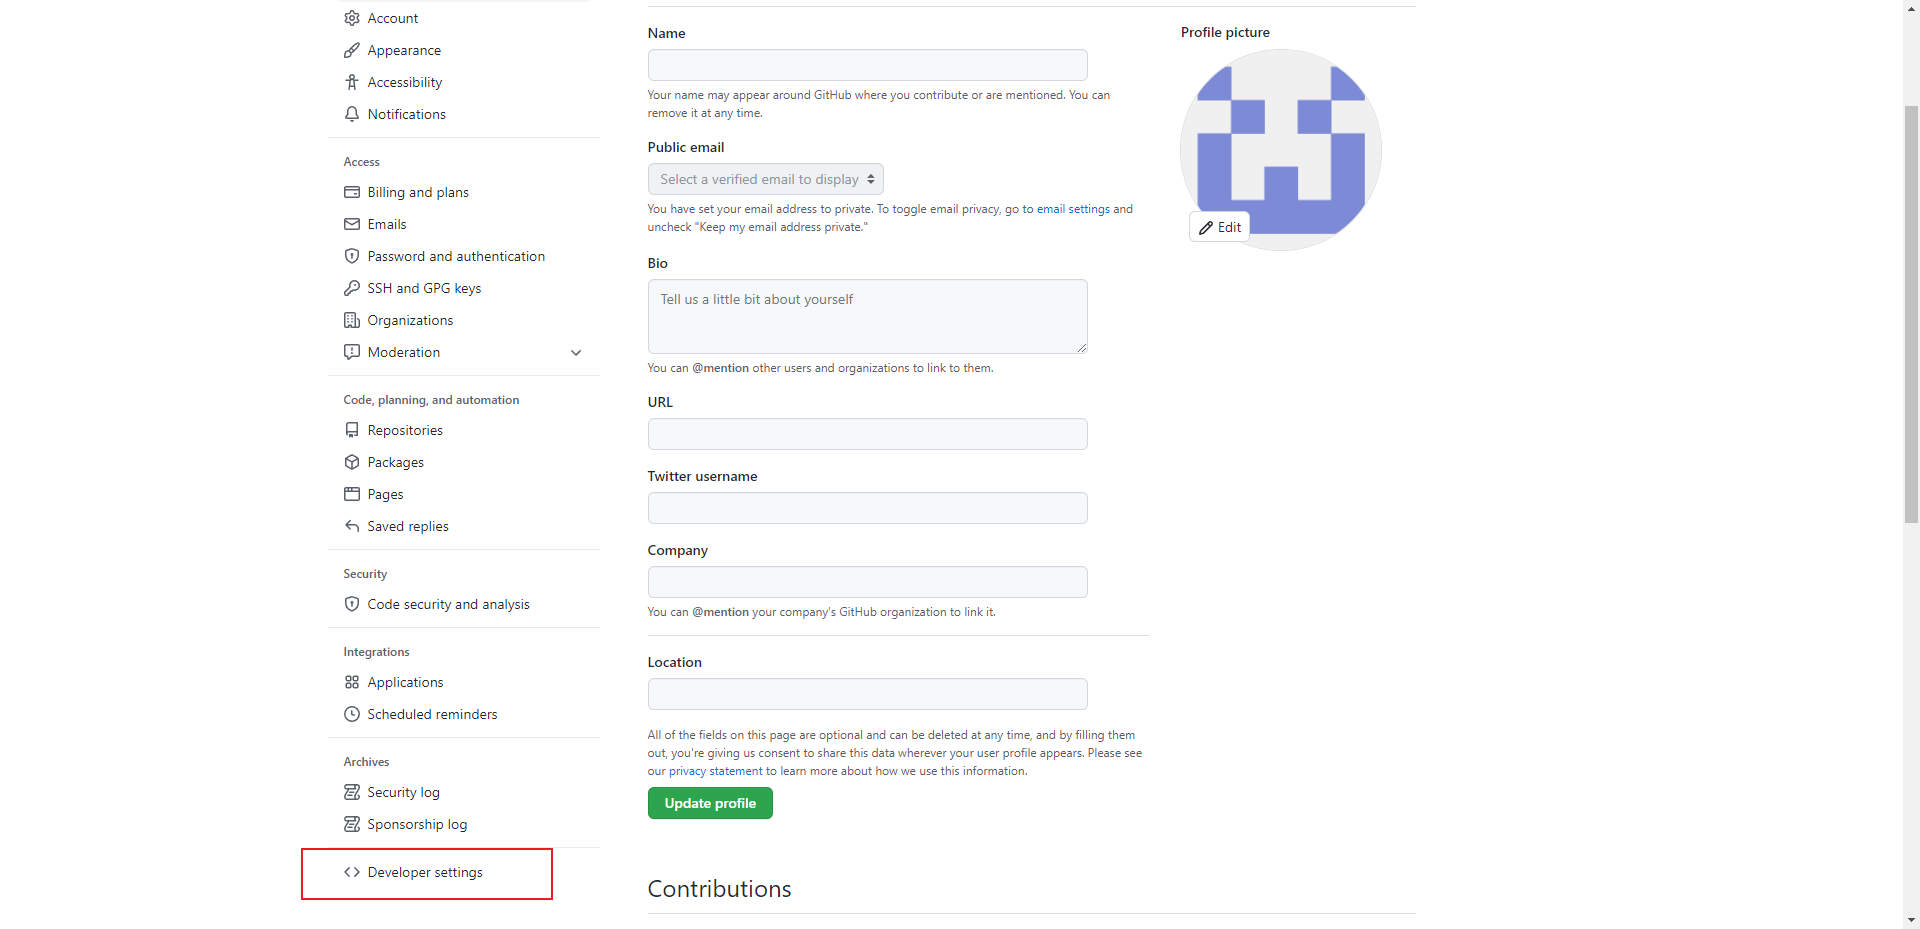 Account
Appearance
Accessibility
Notifications
Access
Billing and plans
Emails
Password and authentication
SSH and GPG keys
Organizations
Moderation
Code, planning, and automation
Repositories
Packages
Pages
Saved replies
Security
Code security and analysis
Integrations
Applications
Scheduled reminders
Archives
Security log
Sponsorship log
Developer settings
Name
Your name may appear around GitHub where you contribute or are mentioned. You can
remove it at any time.
Public email
Select a verified email to display
You have set your email address to private. To toggle email privacy, go to email settings and
uncheck "Keep my email address private."
Bio
Tell us a little bit about yourself
You can @mention other users and organizations to link to them.
URL
Twitter username
Company
You can @mention your company's GitHub organization to link it.
Location
All of the fields on this page are optional and can be deleted at any time, and by filling them
out, you're giving us consent to share this data wherever your user profile appears. Please see
our privacy statement to learn more about how we use this information.
Update profile
Contributions
Profile picture
Edit